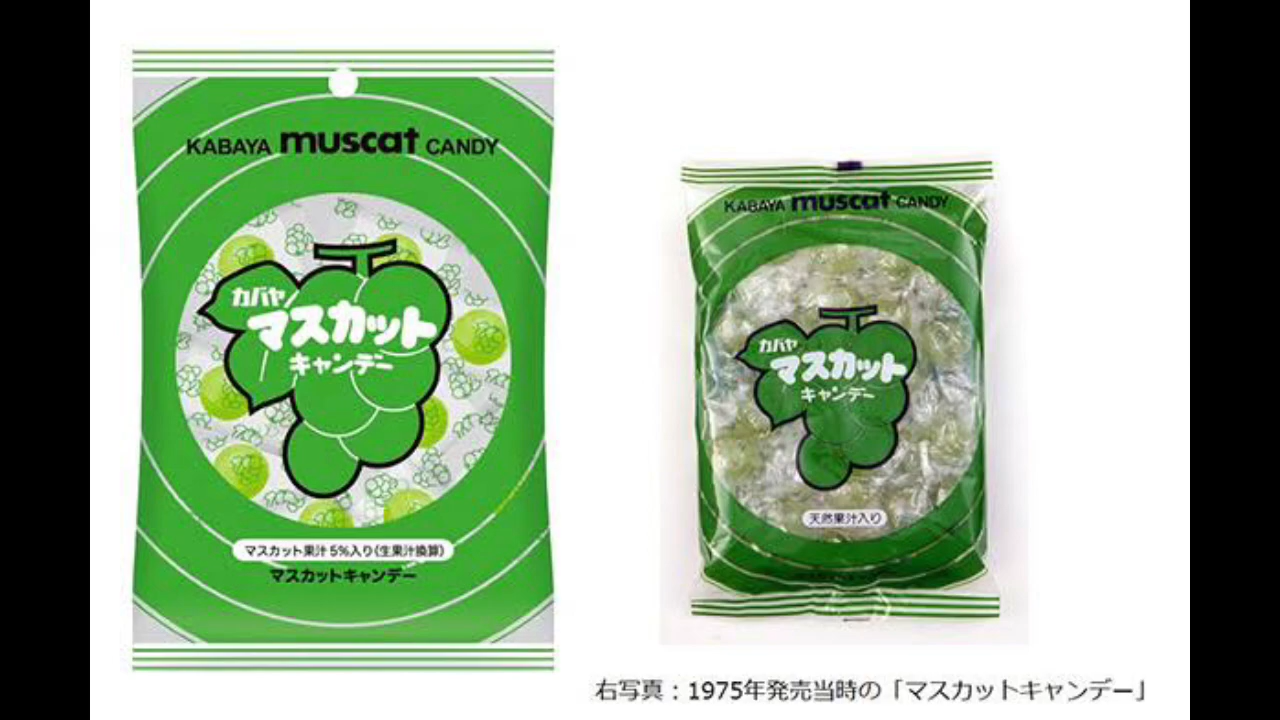 KABAYA muscat CANDY
カバヤ
マスカット
キャンデー
マスカット果汁5%入り(生果汁換算)
マスカットキャンデー
KABAYA muscat CANDY
カバヤ
マスカット
キャンデー
天然果汁入り
右写真：1975年発売当時の「マスカットキャンデー」